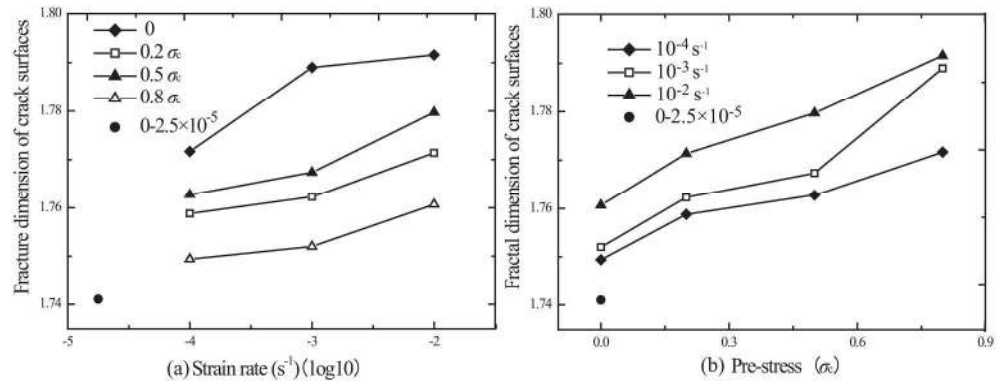 Fracture dimension of crack surfaces
1.80
1.78
1.76
1.74
0
0.2 σc
0.5 σc
0.8 σc
0-2.5×10-5
-5
-4
-3
-2
(a) Strain rate (s-1)(log10)
Fractal dimension of crack surfaces
1.80
1.78
1.76
1.74
10-4 s-1
10-3 s-1
10-2 s-1
0-2.5×10-5
0.0
0.3
0.6
0.9
(b) Pre-stress (σc)